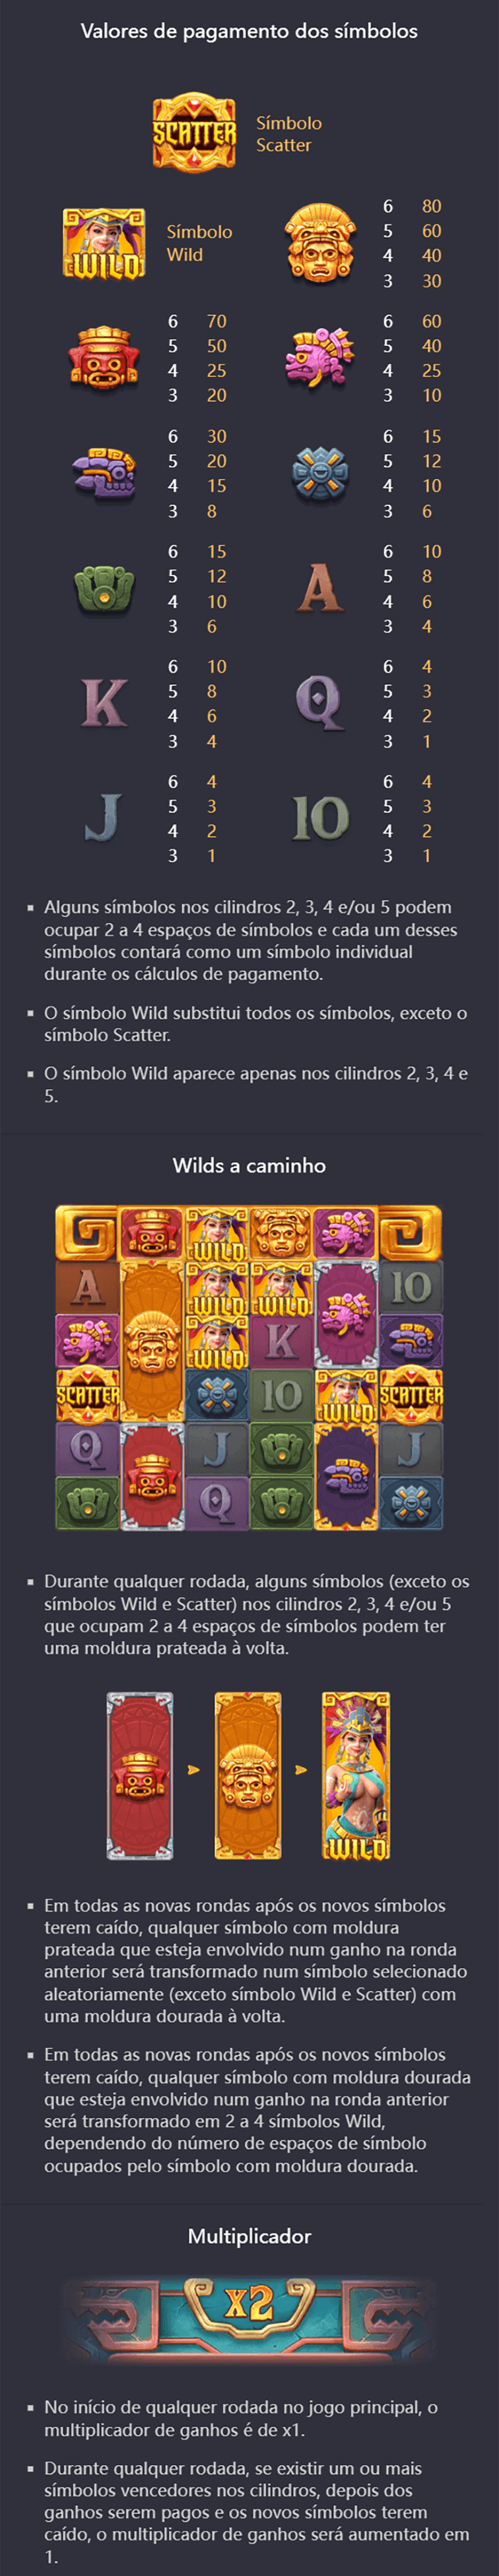 Valores de pagamento dos símbolos
SCATTER
Símbolo
Scatter
WILD
Símbolo
Wild
6 80
5 60
4 40
3 30
6 70
5 50
4 25
3 20
6 60
5 40
4 25
3 10
6 30
5 20
4 15
3 8
6 15
5 12
4 10
3 6
6 15
5 12
4 10
3 6
A
6 10
5 8
4 6
3 4
K
6 10
5 8
4 6
3 4
Q
6 4
5 3
4 2
3 1
J
6 4
5 3
4 2
3 1
10
6 4
5 3
4 2
3 1
Alguns símbolos nos cilindros 2, 3, 4 e/ou 5 podem
ocupar 2 a 4 espaços de símbolos e cada um desses
símbolos contará como um símbolo individual
durante os cálculos de pagamento.
O símbolo Wild substitui todos os símbolos, exceto o
símbolo Scatter.
O símbolo Wild aparece apenas nos cilindros 2, 3, 4 e
5.
Wilds a caminho
WILD
A WILD WILD 10
WILD K
SCATTER 10 WILD SCATTER
Q J J
Q
Durante qualquer rodada, alguns símbolos (exceto os
símbolos Wild e Scatter) nos cilindros 2, 3, 4 e/ou 5
que ocupam 2 a 4 espaços de símbolos podem ter
uma moldura prateada à volta.
WILD
Em todas as novas rondas após os novos símbolos
terem caído, qualquer símbolo com moldura
prateada que esteja envolvido num ganho na ronda
anterior será transformado num símbolo selecionado
aleatoriamente (exceto símbolo Wild e Scatter) com
uma moldura dourada à volta.
Em todas as novas rondas após os novos símbolos
terem caído, qualquer símbolo com moldura dourada
que esteja envolvido num ganho na ronda anterior
será transformado em 2 a 4 símbolos Wild,
dependendo do número de espaços de símbolo
ocupados pelo símbolo com moldura dourada.
Multiplicador
x2
No início de qualquer rodada no jogo principal, o
multiplicador de ganhos é de x1.
Durante qualquer rodada, se existir um ou mais
símbolos vencedores nos cilindros, depois dos
ganhos serem pagos e os novos símbolos terem
caído, o multiplicador de ganhos será aumentado em
1.